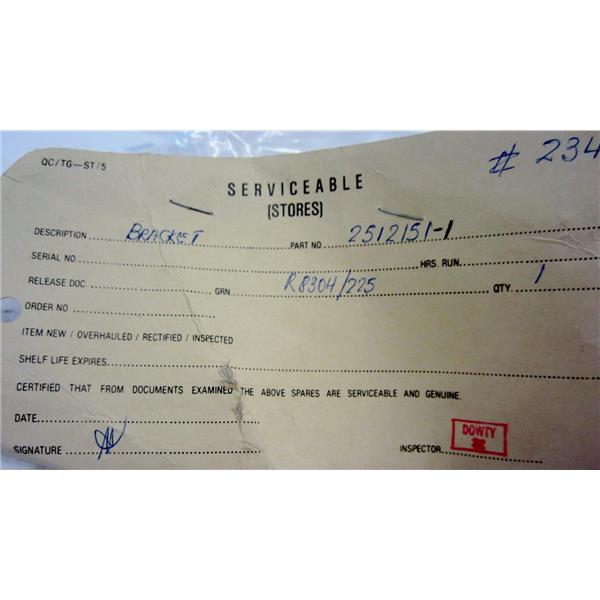 QC/TG—ST/5
# 234
SERVICEABLE
(STORES)
DESCRIPTION BRACKET PART NO 2512151-1
SERIAL NO HRS RUN
RELEASE DOC. GRN R8304/225 QTY. 1
ORDER NO
ITEM NEW / OVERHAULED / RECTIFIED / INSPECTED
SHELF LIFE EXPIRES
CERTIFIED THAT FROM DOCUMENTS EXAMINED THE ABOVE SPARES ARE SERVICEABLE AND GENUINE.
DATE
SIGNATURE INSPECTOR DOWTY